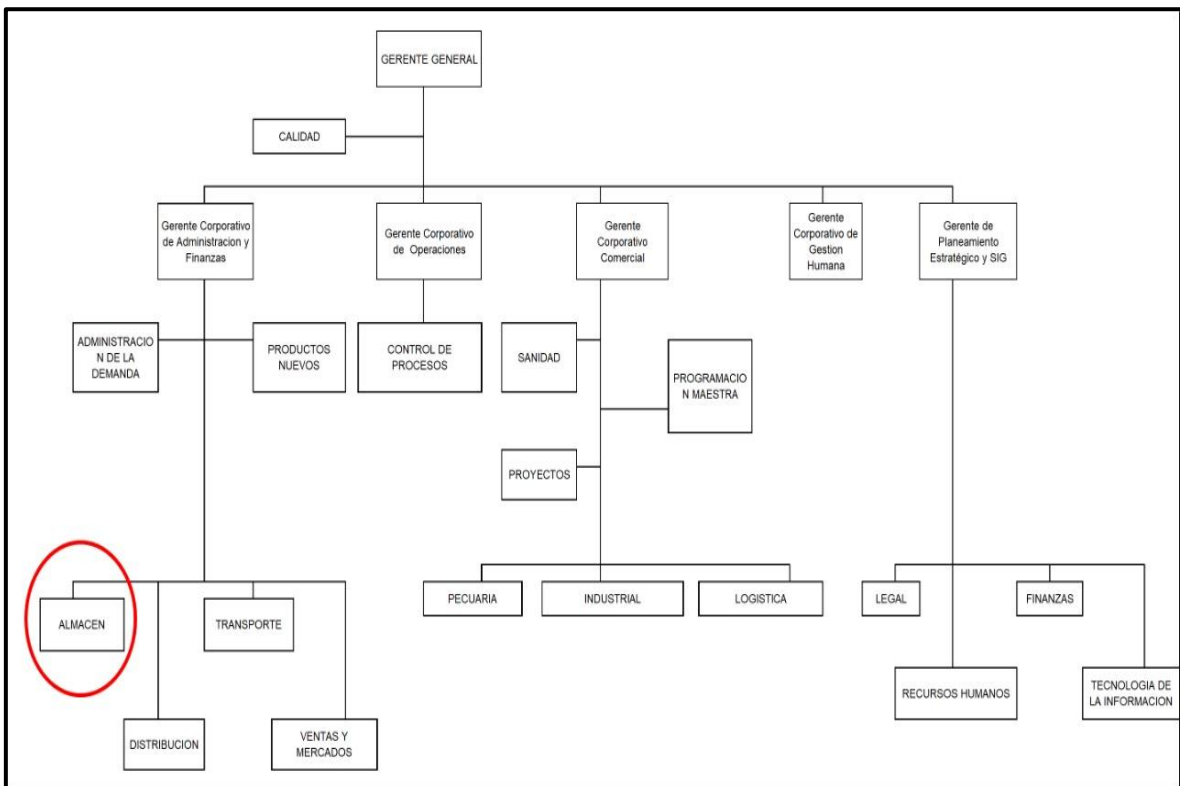 GERENTE GENERAL
CALIDAD
Gerente Corporativo
de Administracion y
Finanzas
Gerente Corporativo
de Operaciones
Gerente
Corporativo
Comercial
Gerente
Corporativo de
Gestion
Humana
Gerente de
Planeamiento
Estratégico y SIG
ADMINISTRACIO
N DE LA
DEMANDA
PRODUCTOS
NUEVOS
CONTROL DE
PROCESOS
SANIDAD
PROGRAMACIO
N MAESTRA
PROYECTOS
ALMACEN
TRANSPORTE
PECUARIA
INDUSTRIAL
LOGISTICA
LEGAL
FINANZAS
DISTRIBUCION
VENTAS Y
MERCADOS
RECURSOS HUMANOS
TECNOLOGIA DE
LA INFORMACION